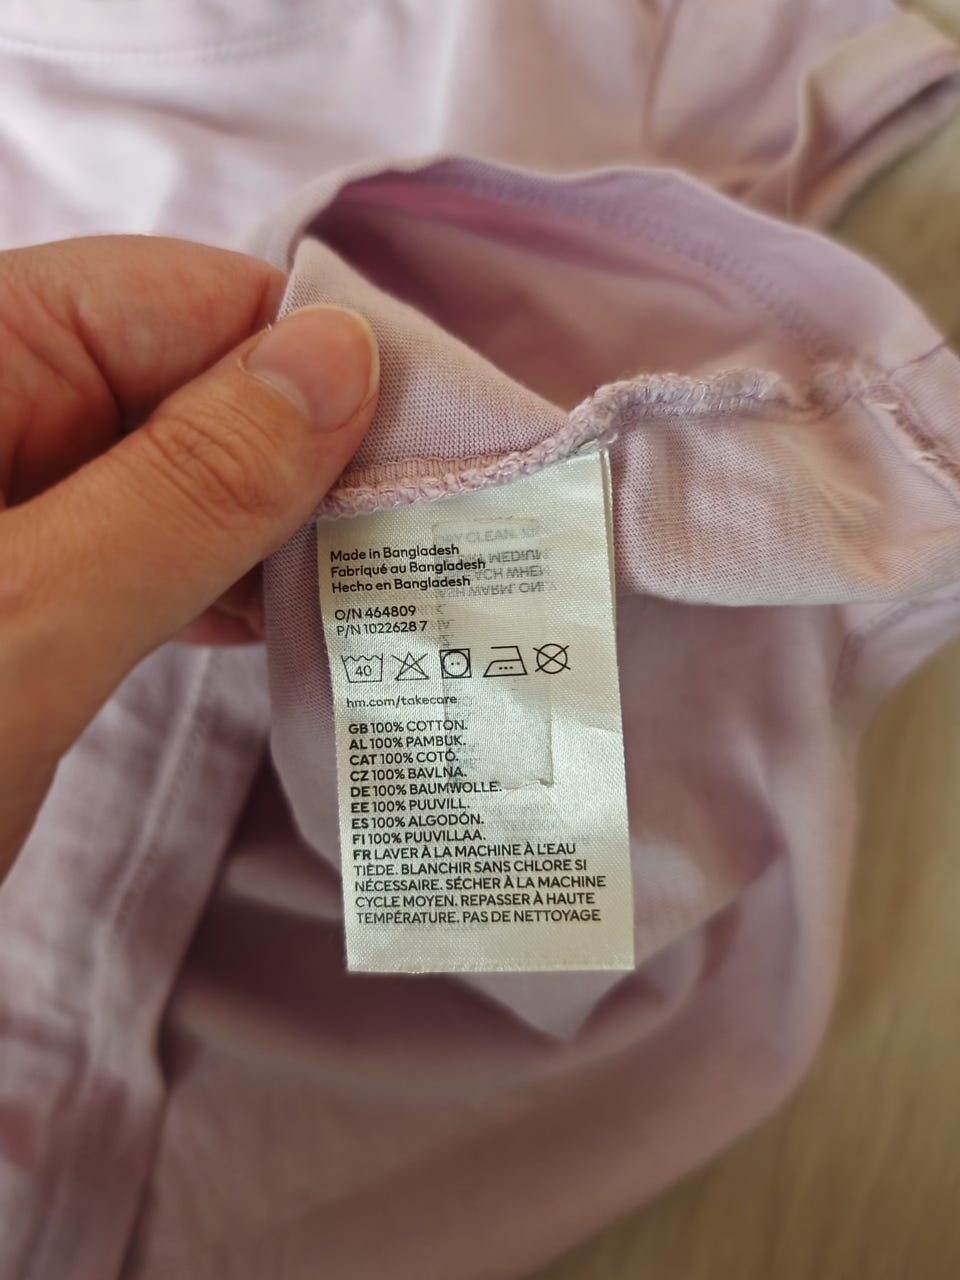 Made in Bangladesh
Fabriqué au Bangladesh
Hecho en Bangladesh
O/N 464809
P/N 1022628 7
40
hm.com/takecare
GB 100% COTTON.
AL 100% PAMBUK.
CAT 100% COTÓ.
CZ 100% BAVLNA.
DE 100% BAUMWOLLE.
EE 100% PUUVILL.
ES 100% ALGODÓN.
FI 100% PUUVILLAA.
FR LAVER À LA MACHINE À L'EAU
TIÈDE. BLANCHIR SANS CHLORE SI
NÉCESSAIRE. SÉCHER À LA MACHINE
CYCLE MOYEN. REPASSER À HAUTE
TEMPÉRATURE. PAS DE NETTOYAGE